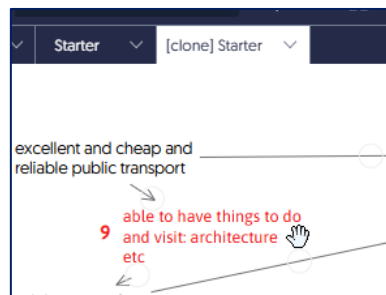 Starter
[clone] Starter
excellent and cheap and
reliable public transport
9
able to have things to do
and visit: architecture
etc